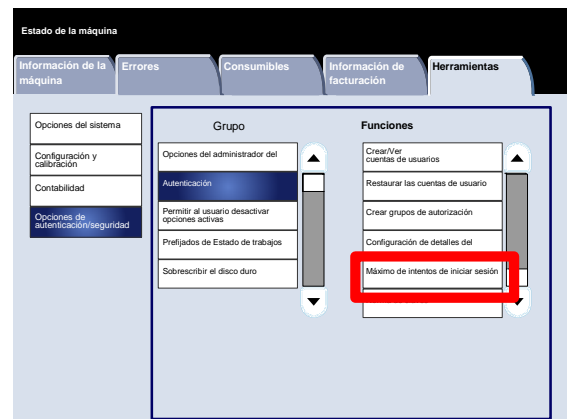 Estado de la máquina
Información de la
máquina
Errores
Consumibles
Información de
facturación
Herramientas
Opciones del sistema
Configuración y
calibración
Contabilidad
Opciones de
autenticación/seguridad
Grupo
Opciones del administrador del
Autenticación
Permitir al usuario desactivar
opciones activas
Prefijados de Estado de trabajos
Sobrescribir el disco duro
Funciones
Crear/Ver
cuentas de usuarios
Restaurar las cuentas de usuario
Crear grupos de autorización
Configuración de detalles del
Máximo de intentos de iniciar sesión